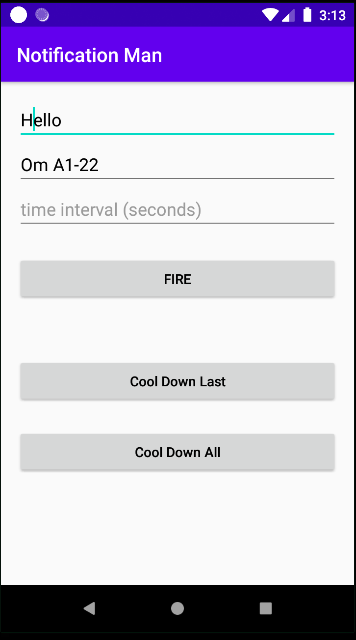 3:13
Notification Man
Hello
Om A1-22
time interval (seconds)
FIRE
Cool Down Last
Cool Down All